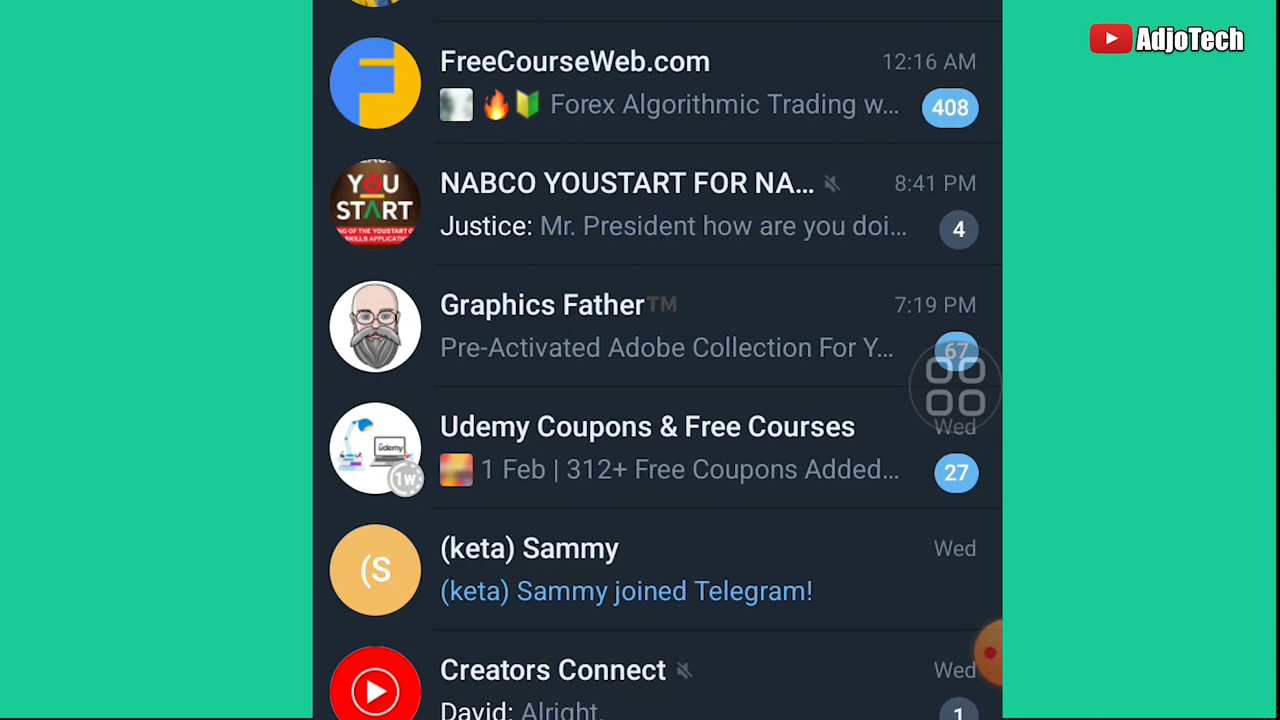 AdjoTech
FreeCourseWeb.com 12:16 AM
🔥🔰 Forex Algorithmic Trading w... 408
YOU
START
NABCO YOUSTART FOR NA... 8:41 PM
Justice: Mr. President how are you doi... 4
Graphics Father™ 7:19 PM
Pre-Activated Adobe Collection For Y... 67
udemy
1w
Udemy Coupons & Free Courses Wed
1 Feb | 312+ Free Coupons Added... 27
(S
(keta) Sammy Wed
(keta) Sammy joined Telegram!
Creators Connect Wed
David: Alright. 1